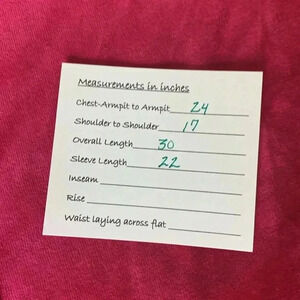 Measurements in inches
Chest-Armpit to Armpit 24
Shoulder to Shoulder 17
Overall Length 30
Sleeve Length 22
Inseam
Rise
Waist laying across flat